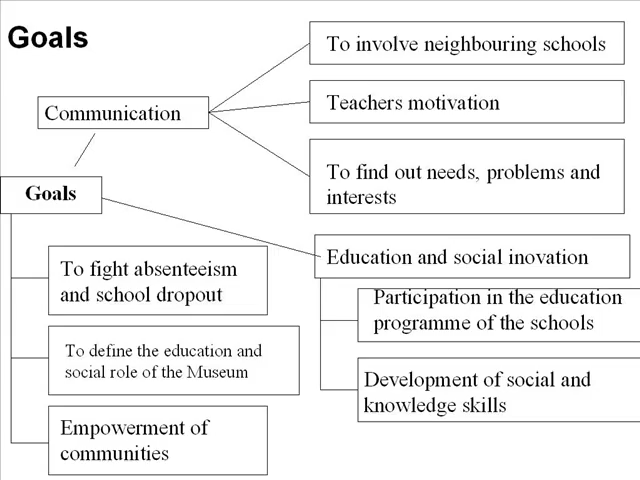 Goals
Communication
To involve neighbouring schools
Teachers motivation
To find out needs, problems and
interests
Goals
To fight absenteeism
and school dropout
To define the education and
social role of the Museum
Empowerment of
communities
Education and social inovation
Participation in the education
programme of the schools
Development of social and
knowledge skills